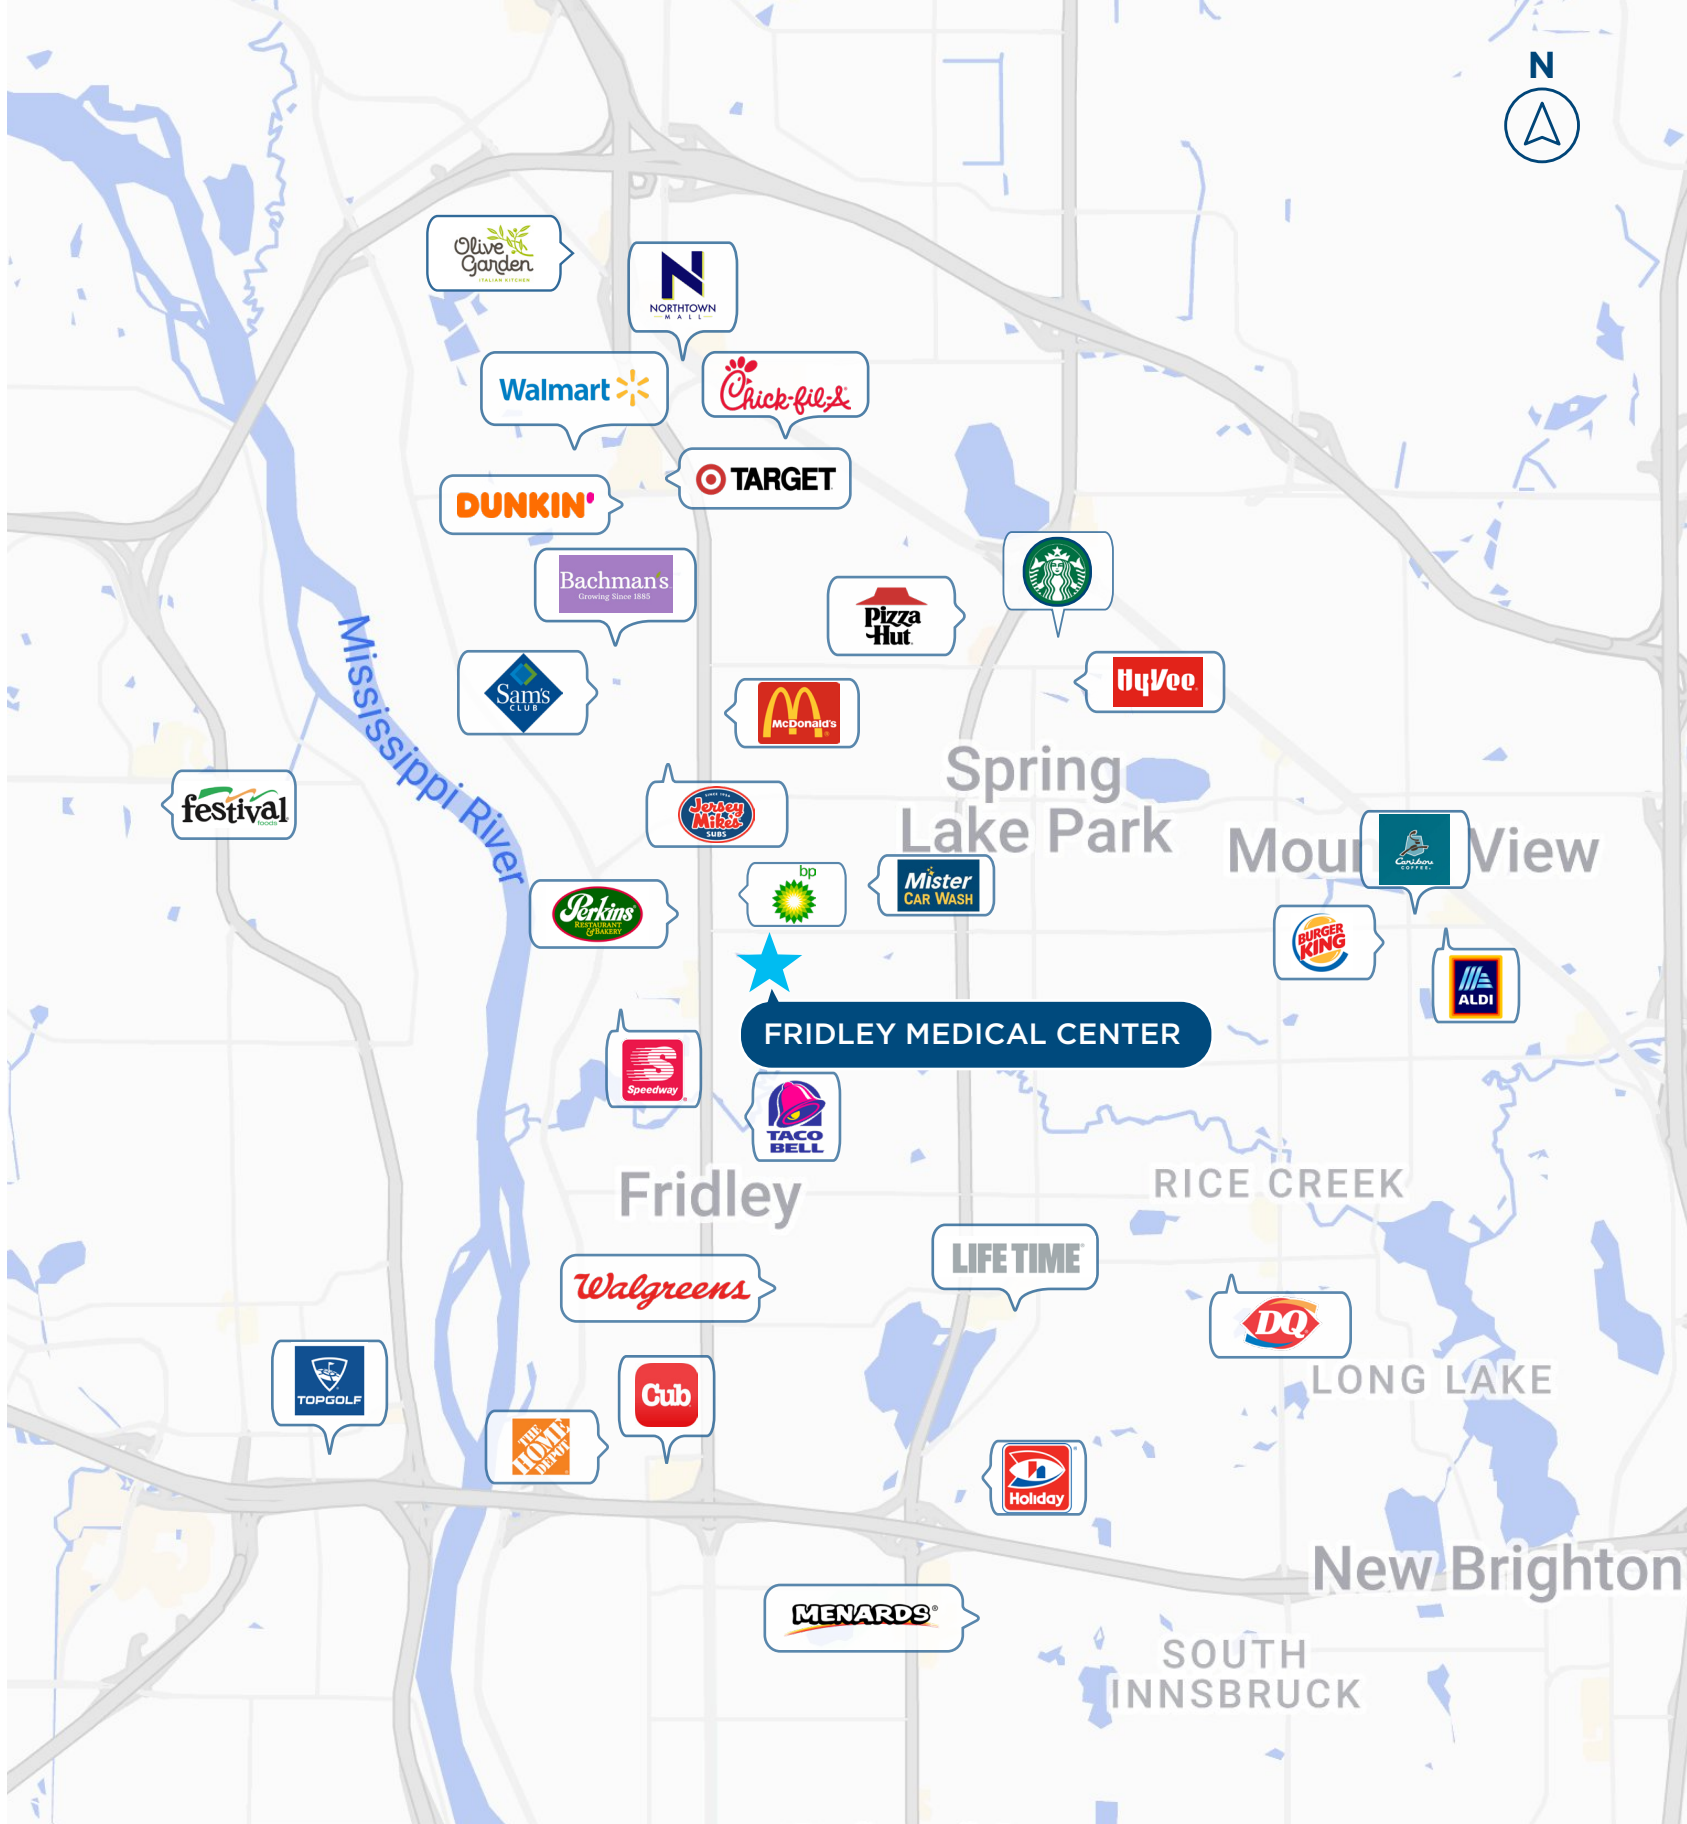 N
Olive
Garden
ITALIAN KITCHEN
N
NORTHTOWN
MALL
Walmart
Chick-fil-A
TARGET
DUNKIN'
Bachman's
Growing Since 1885
Pizza
Hut
Sam's
CLUB
HyVee
McDonald's
Mississippi River
Spring
Lake Park
festival
foods
SINCE 1956
Jersey
Mike's
SUBS
Moun View
Caribou
COFFEE
bp
Mister
CAR WASH
Perkins
RESTAURANT
& BAKERY
BURGER
KING
ALDI
FRIDLEY MEDICAL CENTER
Speedway
TACO
BELL
Fridley
RICE CREEK
LIFE TIME
Walgreens
DQ
LONG LAKE
TOPGOLF
Cub
THE
HOME
DEPOT
Holiday
New Brighton
MENARDS®
SOUTH
INNSBRUCK